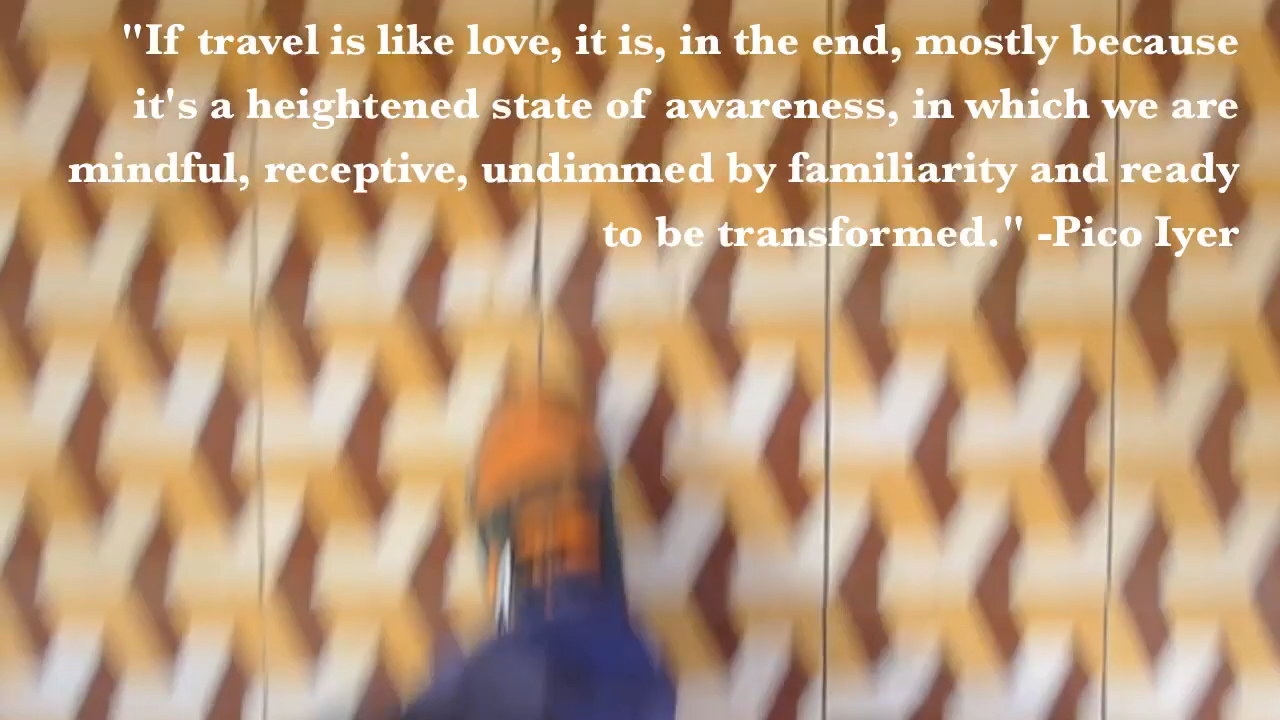 "If travel is like love, it is, in the end, mostly because
it's a heightened state of awareness, in which we are
mindful, receptive, undimmed by familiarity and ready
to be transformed." -Pico Iyer